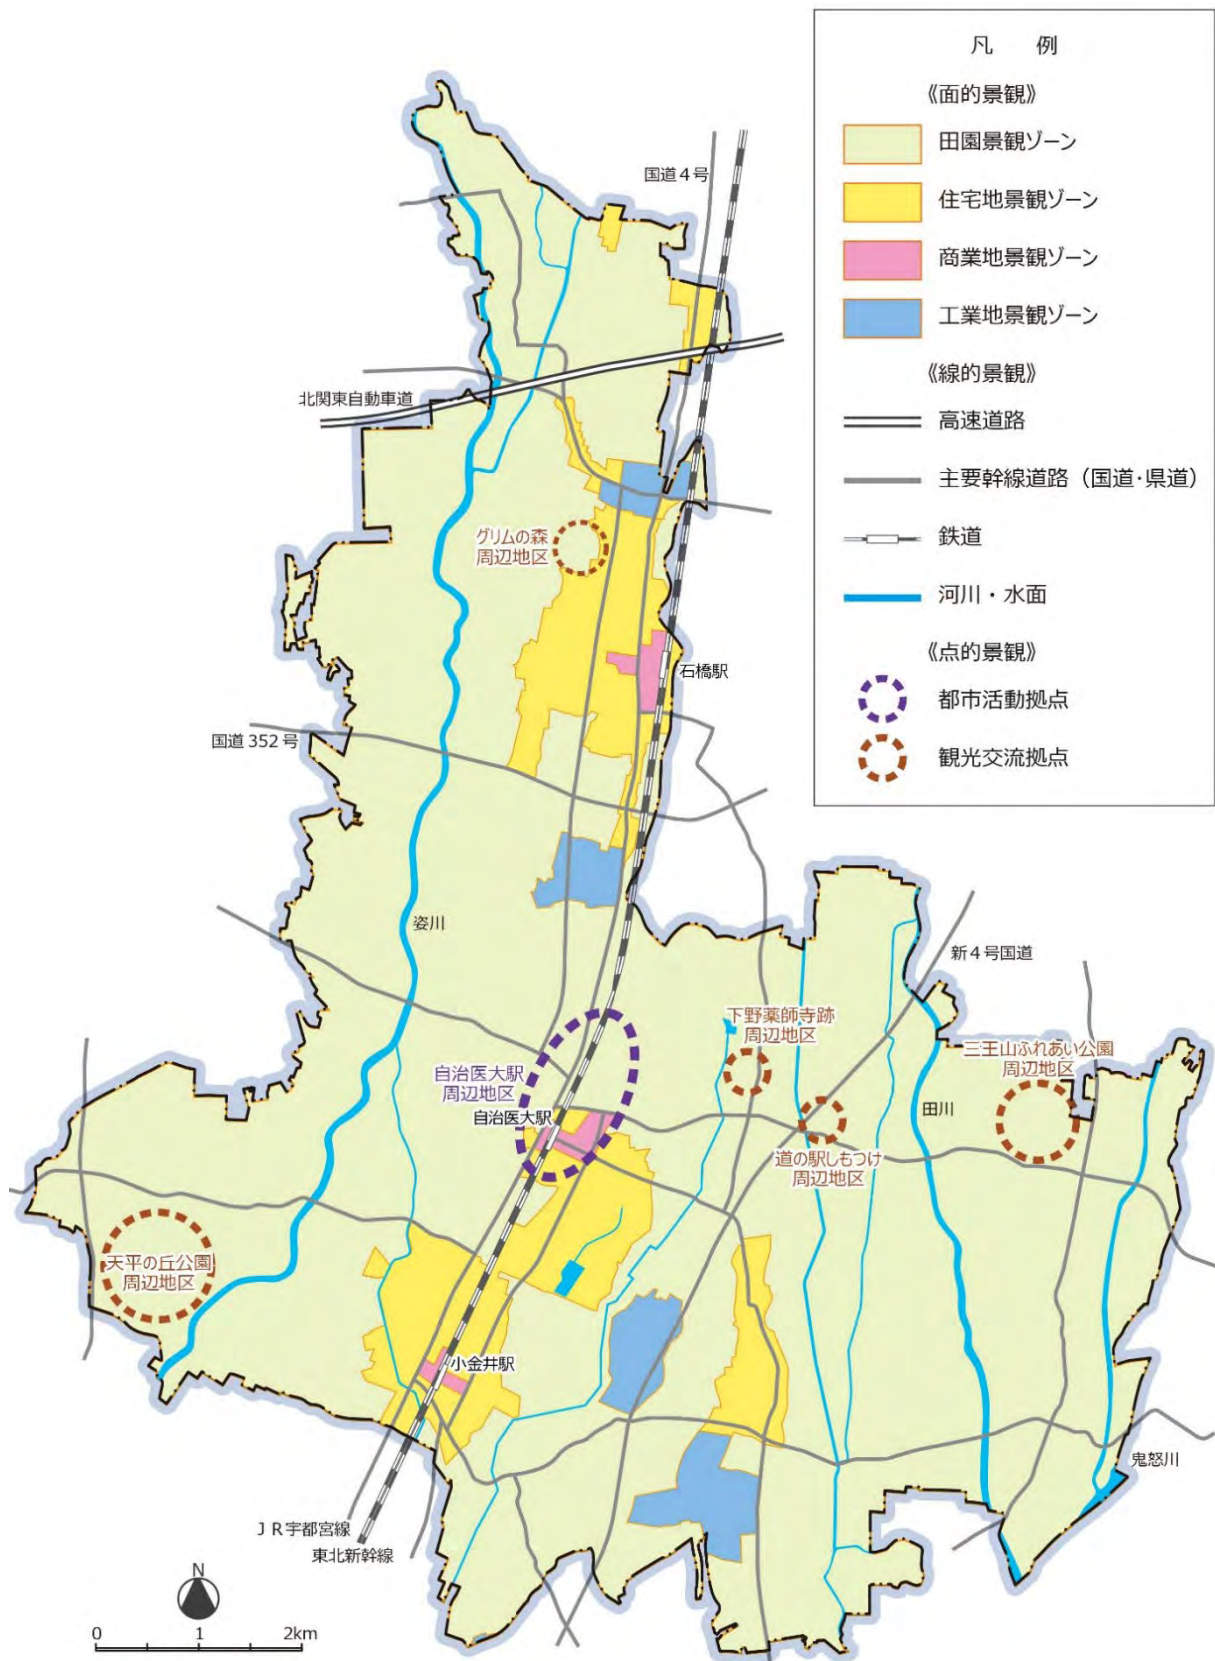 凡　例
《面的景観》
田園景観ゾーン
住宅地景観ゾーン
商業地景観ゾーン
工業地景観ゾーン
《線的景観》
高速道路
主要幹線道路（国道・県道）
鉄道
河川・水面
《点的景観》
都市活動拠点
観光交流拠点
国道４号
北関東自動車道
グリムの森
周辺地区
石橋駅
国道352号
姿川
新４号国道
下野薬師寺跡
周辺地区
三王山ふれあい公園
周辺地区
自治医大駅
周辺地区
自治医大駅
田川
道の駅しもつけ
周辺地区
天平の丘公園
周辺地区
小金井駅
鬼怒川
ＪＲ宇都宮線
東北新幹線
N
0 1 2km